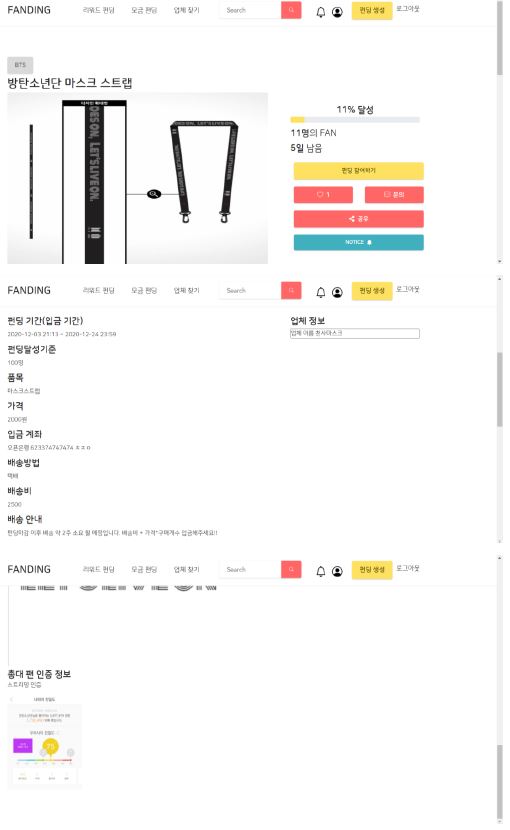 FANDING 리워드 펀딩 모금 펀딩 업체 찾기 Search 펀딩 생성 로그아웃
BTS
방탄소년단 마스크 스트랩
11% 달성
11명의 FAN
5일 남음
펀딩 참여하기
1 문의
공유
NOTICE
FANDING 리워드 펀딩 모금 펀딩 업체 찾기 Search 펀딩 생성 로그아웃
펀딩 기간(입금 기간)
2020-12-03 21:13 ~ 2020-12-24 23:59
펀딩달성기준
100명
품목
마스크스트랩
가격
2000원
입금 계좌
오픈은행 623374747474 ㅊㅈㅇ
배송방법
택배
배송비
2500
배송 안내
펀딩마감 이후 배송 약 2주 소요 될 예정입니다. 배송비 + 가격*구매개수 입금해주세요!!
업체 정보
업체 이름 천사마스크
FANDING 리워드 펀딩 모금 펀딩 업체 찾기 Search 펀딩 생성 로그아웃
총대 팬 인증 정보
스트리밍 인증
75